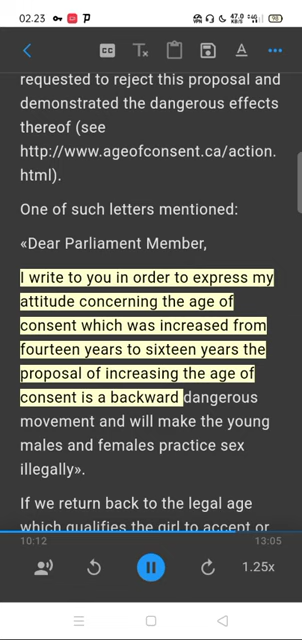 02.23
47.0
KB/S
98
CC
requested to reject this proposal and
demonstrated the dangerous effects
thereof (see
http://www.ageofconsent.ca/action.
html).
One of such letters mentioned:
«Dear Parliament Member,
I write to you in order to express my
attitude concerning the age of
consent which was increased from
fourteen years to sixteen years the
proposal of increasing the age of
consent is a backward dangerous
movement and will make the young
males and females practice sex
illegally».
If we return back to the legal age
which qualifies the girl to accept or
10:12
13:05
1.25x